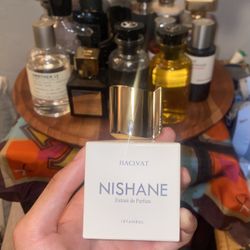 HACIVAT
NISHANE
Extrait de Parfum
ISTANBUL